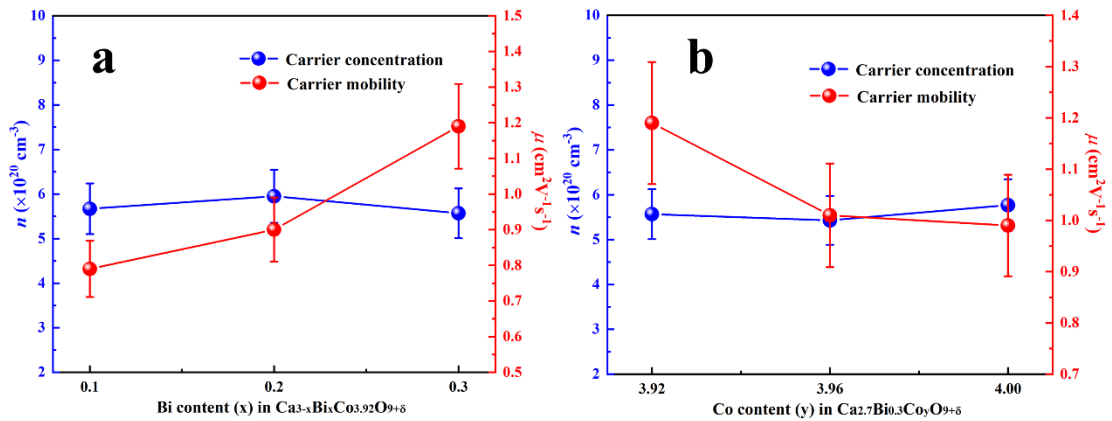 a
Carrier concentration
Carrier mobility
10
9
8
7
6
5
4
3
2
n (×10²⁰ cm⁻³)
1.5
1.4
1.3
1.2
1.1
1.0
0.9
0.8
0.7
0.6
0.5
μ (cm²V⁻¹s⁻¹)
0.1 0.2 0.3
Bi content (x) in Ca₃₋ₓBiₓCo₃.₉₂O₉₊δ
b
Carrier concentration
Carrier mobility
10
9
8
7
6
5
4
3
2
n (×10²⁰ cm⁻³)
1.4
1.3
1.2
1.1
1.0
0.9
0.8
0.7
μ (cm²V⁻¹s⁻¹)
3.92 3.96 4.00
Co content (y) in Ca₂.₇Bi₀.₃CoyO₉₊δ